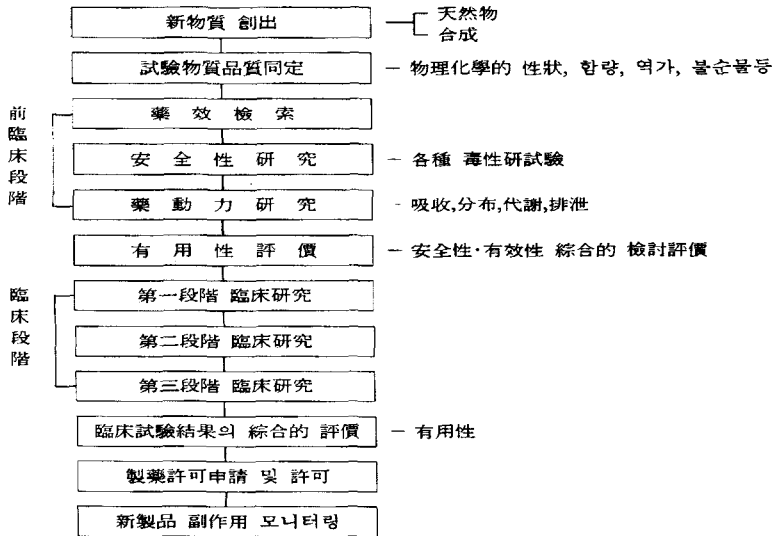 新物質 創出
天然物
合成
試驗物質品質同定
— 物理化學的 性狀, 함량, 역가, 불순물등
前臨床段階
藥 效 檢 索
安 全 性 硏 究
— 各種 毒性硏試驗
藥 動 力 硏 究
- 吸收,分布,代謝,排泄
有 用 性 評 價
— 安全性·有效性 綜合的 檢討評價
臨床段階
第一段階 臨床硏究
第二段階 臨床硏究
第三段階 臨床硏究
臨床試驗結果의 綜合的 評價
— 有用性
製藥許可申請 및 許可
新製品 副作用 모니터링